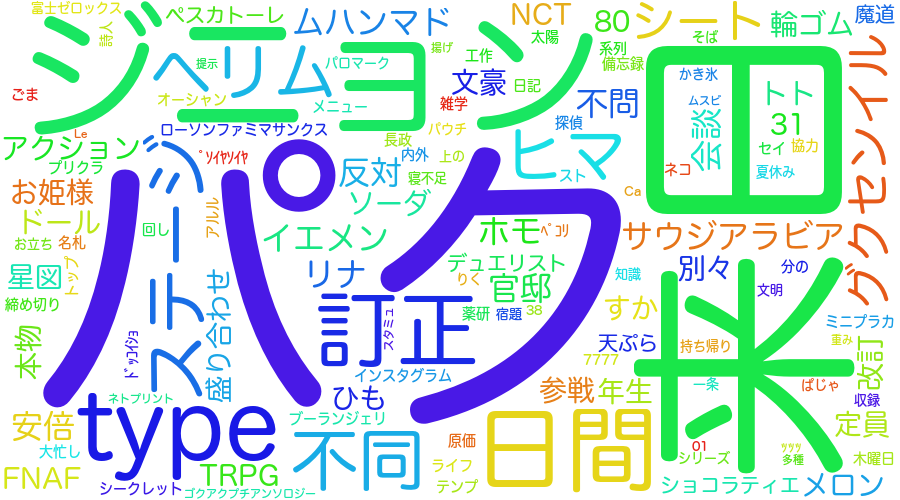 富士ゼロックス
ペスカトーレ
ムハンマド
NCT
80
シート
輪ゴム
魔道
詩人
ジヒョン
ヘリム
提示
パロマーク
揚げ
工作
太陽
系列
備忘録
そば
かき氷
ムスビ
トト
31
会談
田
セイ
協力
夏休み
ネコ
グクセンイル
ごま
オーシャン
メニュー
文豪
日記
雑学
不問
探偵
Le
アクション
プリクラ
ローソンファミマサンクス
ﾟｿｲﾔｿｲﾔ
長政
パウチ
内外
上の
寝不足
反対
ヒマ
スト
Ca
お姫様
ドール
お立ち
名札
回し
アルル
ステージ
パク
ソーダ
イエメン
ホモ
ﾍﾟｺﾘ
サウジアラビア
星図
トップ
締め切り
盛り合わせ
リナ
訂正
スタミュ
デュエリスト
りく
官邸
薬研
宿題
38
知識
別々
分の
文明
米
すか
天ぷら
持ち帰り
ミニプラカ
重み
改訂
本物
ﾄﾞｯｺｲｼｮ
インスタグラム
7777
参戦
年生
一条
ぱじゃ
収録
ネトプリント
type
ひも
ブーランジェリ
安倍
大忙し
不同
原価
日間
01
シリーズ
ｯｯｯ
多種
定員
木曜日
FNAF
TRPG
シークレット
ゴクアクプチアンソロジー
ライフ
テンプ
ショコラティエ
メロン